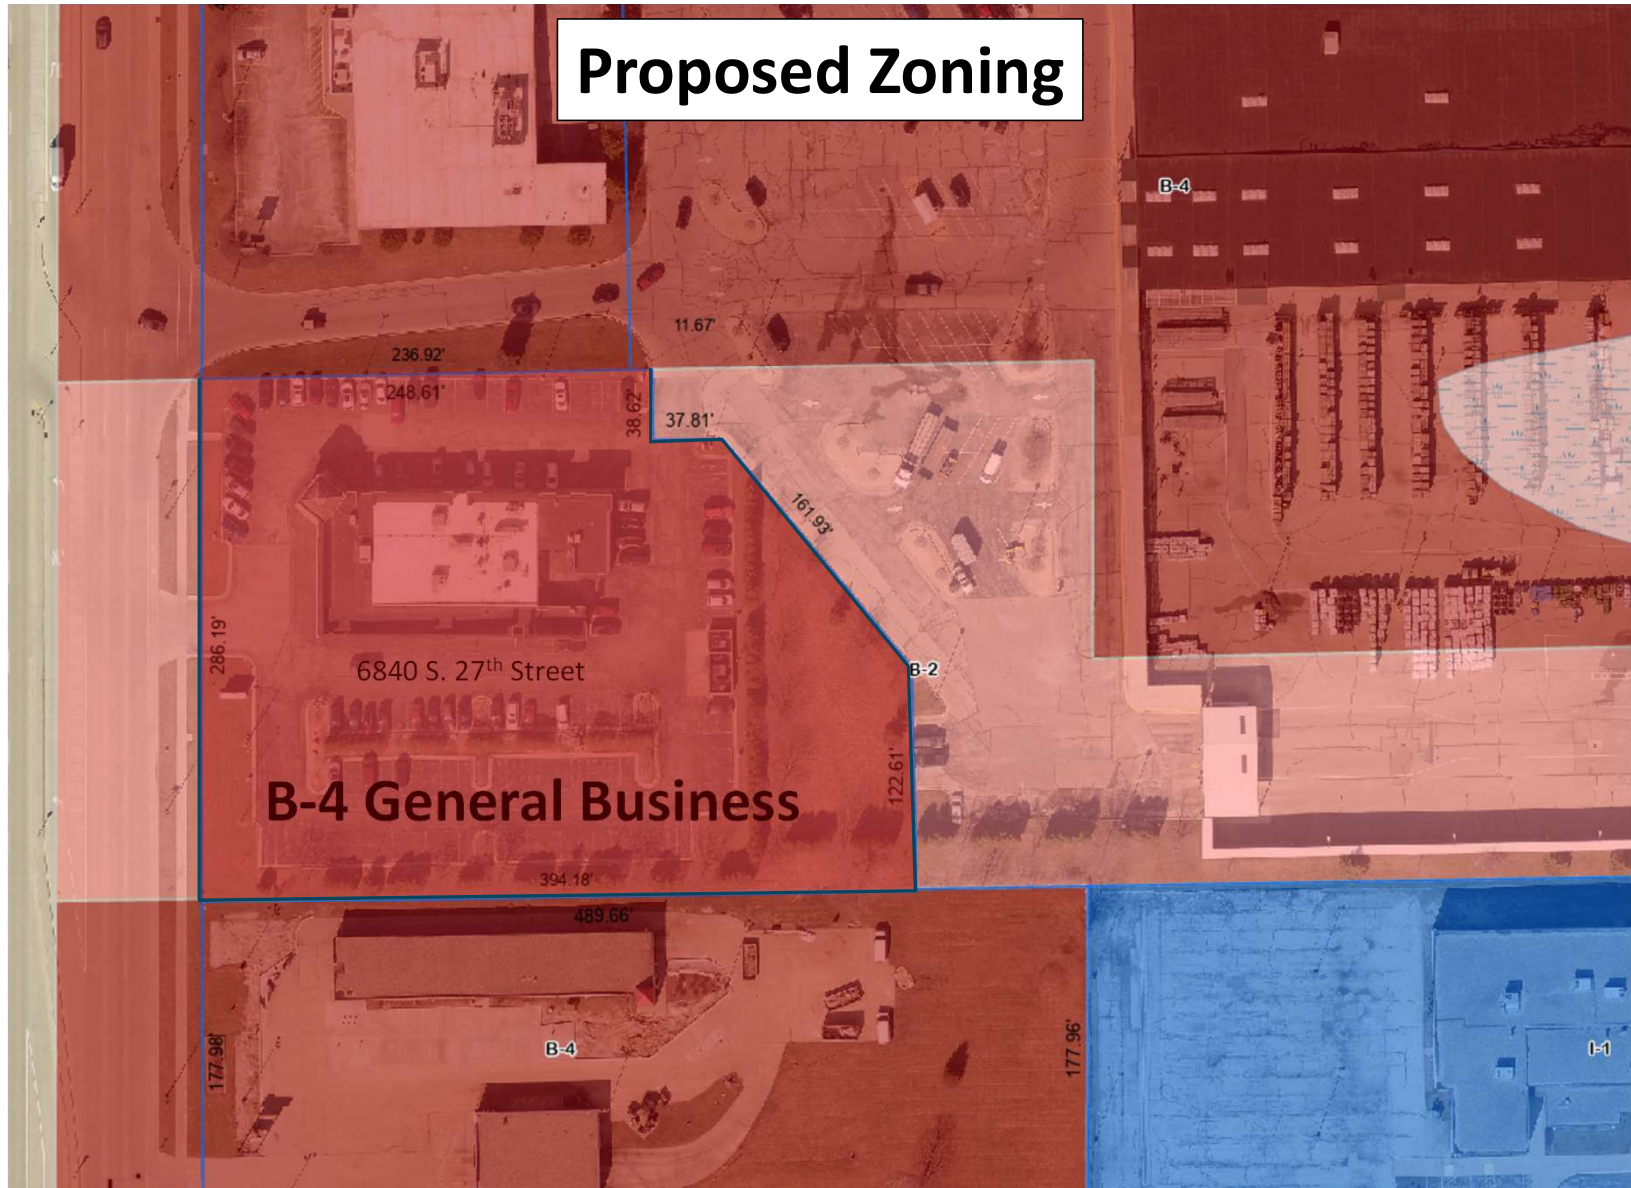 Proposed Zoning
B-4
11.67'
236.92'
248.61'
38.62'
37.81'
161.93'
286.19'
6840 S. 27th Street
B-2
122.61'
B-4 General Business
394.18'
489.66'
177.98'
B-4
177.96'
I-1